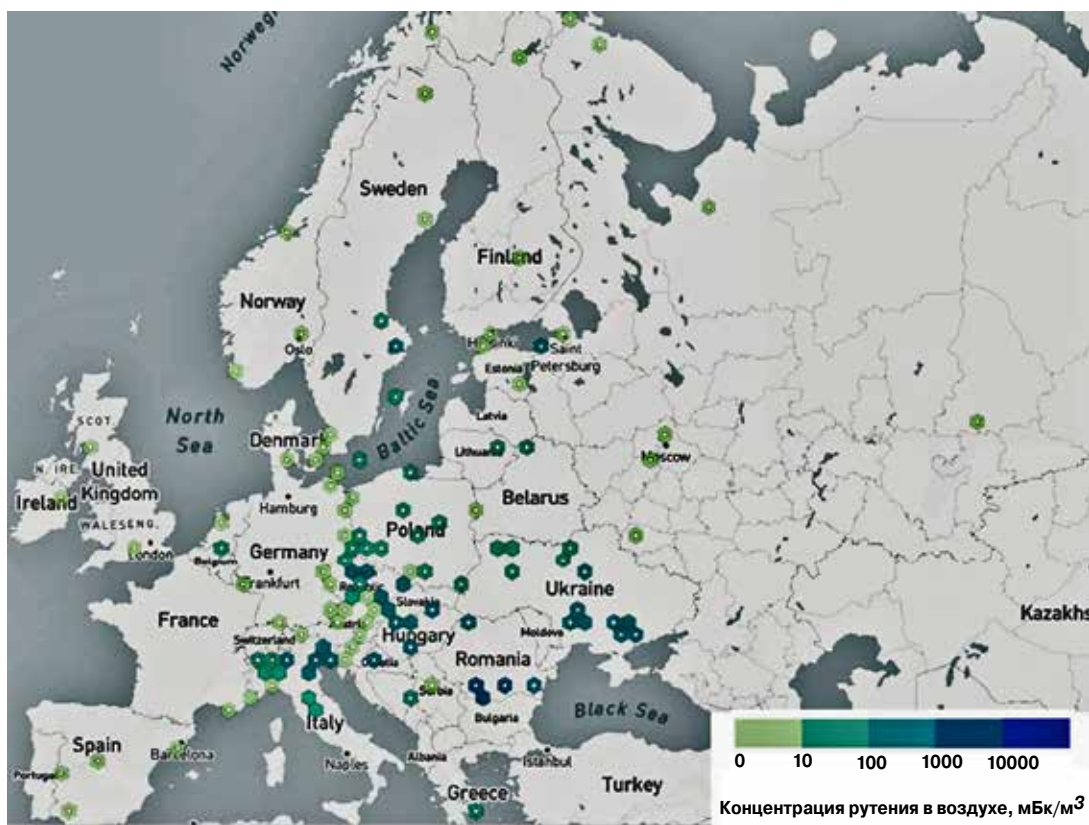 Norwegi
Sweden
Finland
Norway
Oslo
Helsinki
Saint
Petersburg
Estonia
North
Sea
Baltic Sea
SCOT.
Latvia
Denmark
Lithuania
Moscow
N. IRE.
United
Kingdom
Ireland
Belarus
Hamburg
WALES
ENG.
Poland
London
Belgium
Germany
Frankfurt
Ukraine
Slovakia
France
Kazakhs
Switzerland
Austria
Moldova
Hungary
Croatia
Romania
Serbia
Italy
Bulgaria
Black Sea
Spain
Barcelona
Portugal
Naples
Albania
Istanbul
Greece
Turkey
0 10 100 1000 10000
Концентрация рутения в воздухе, мБк/м³